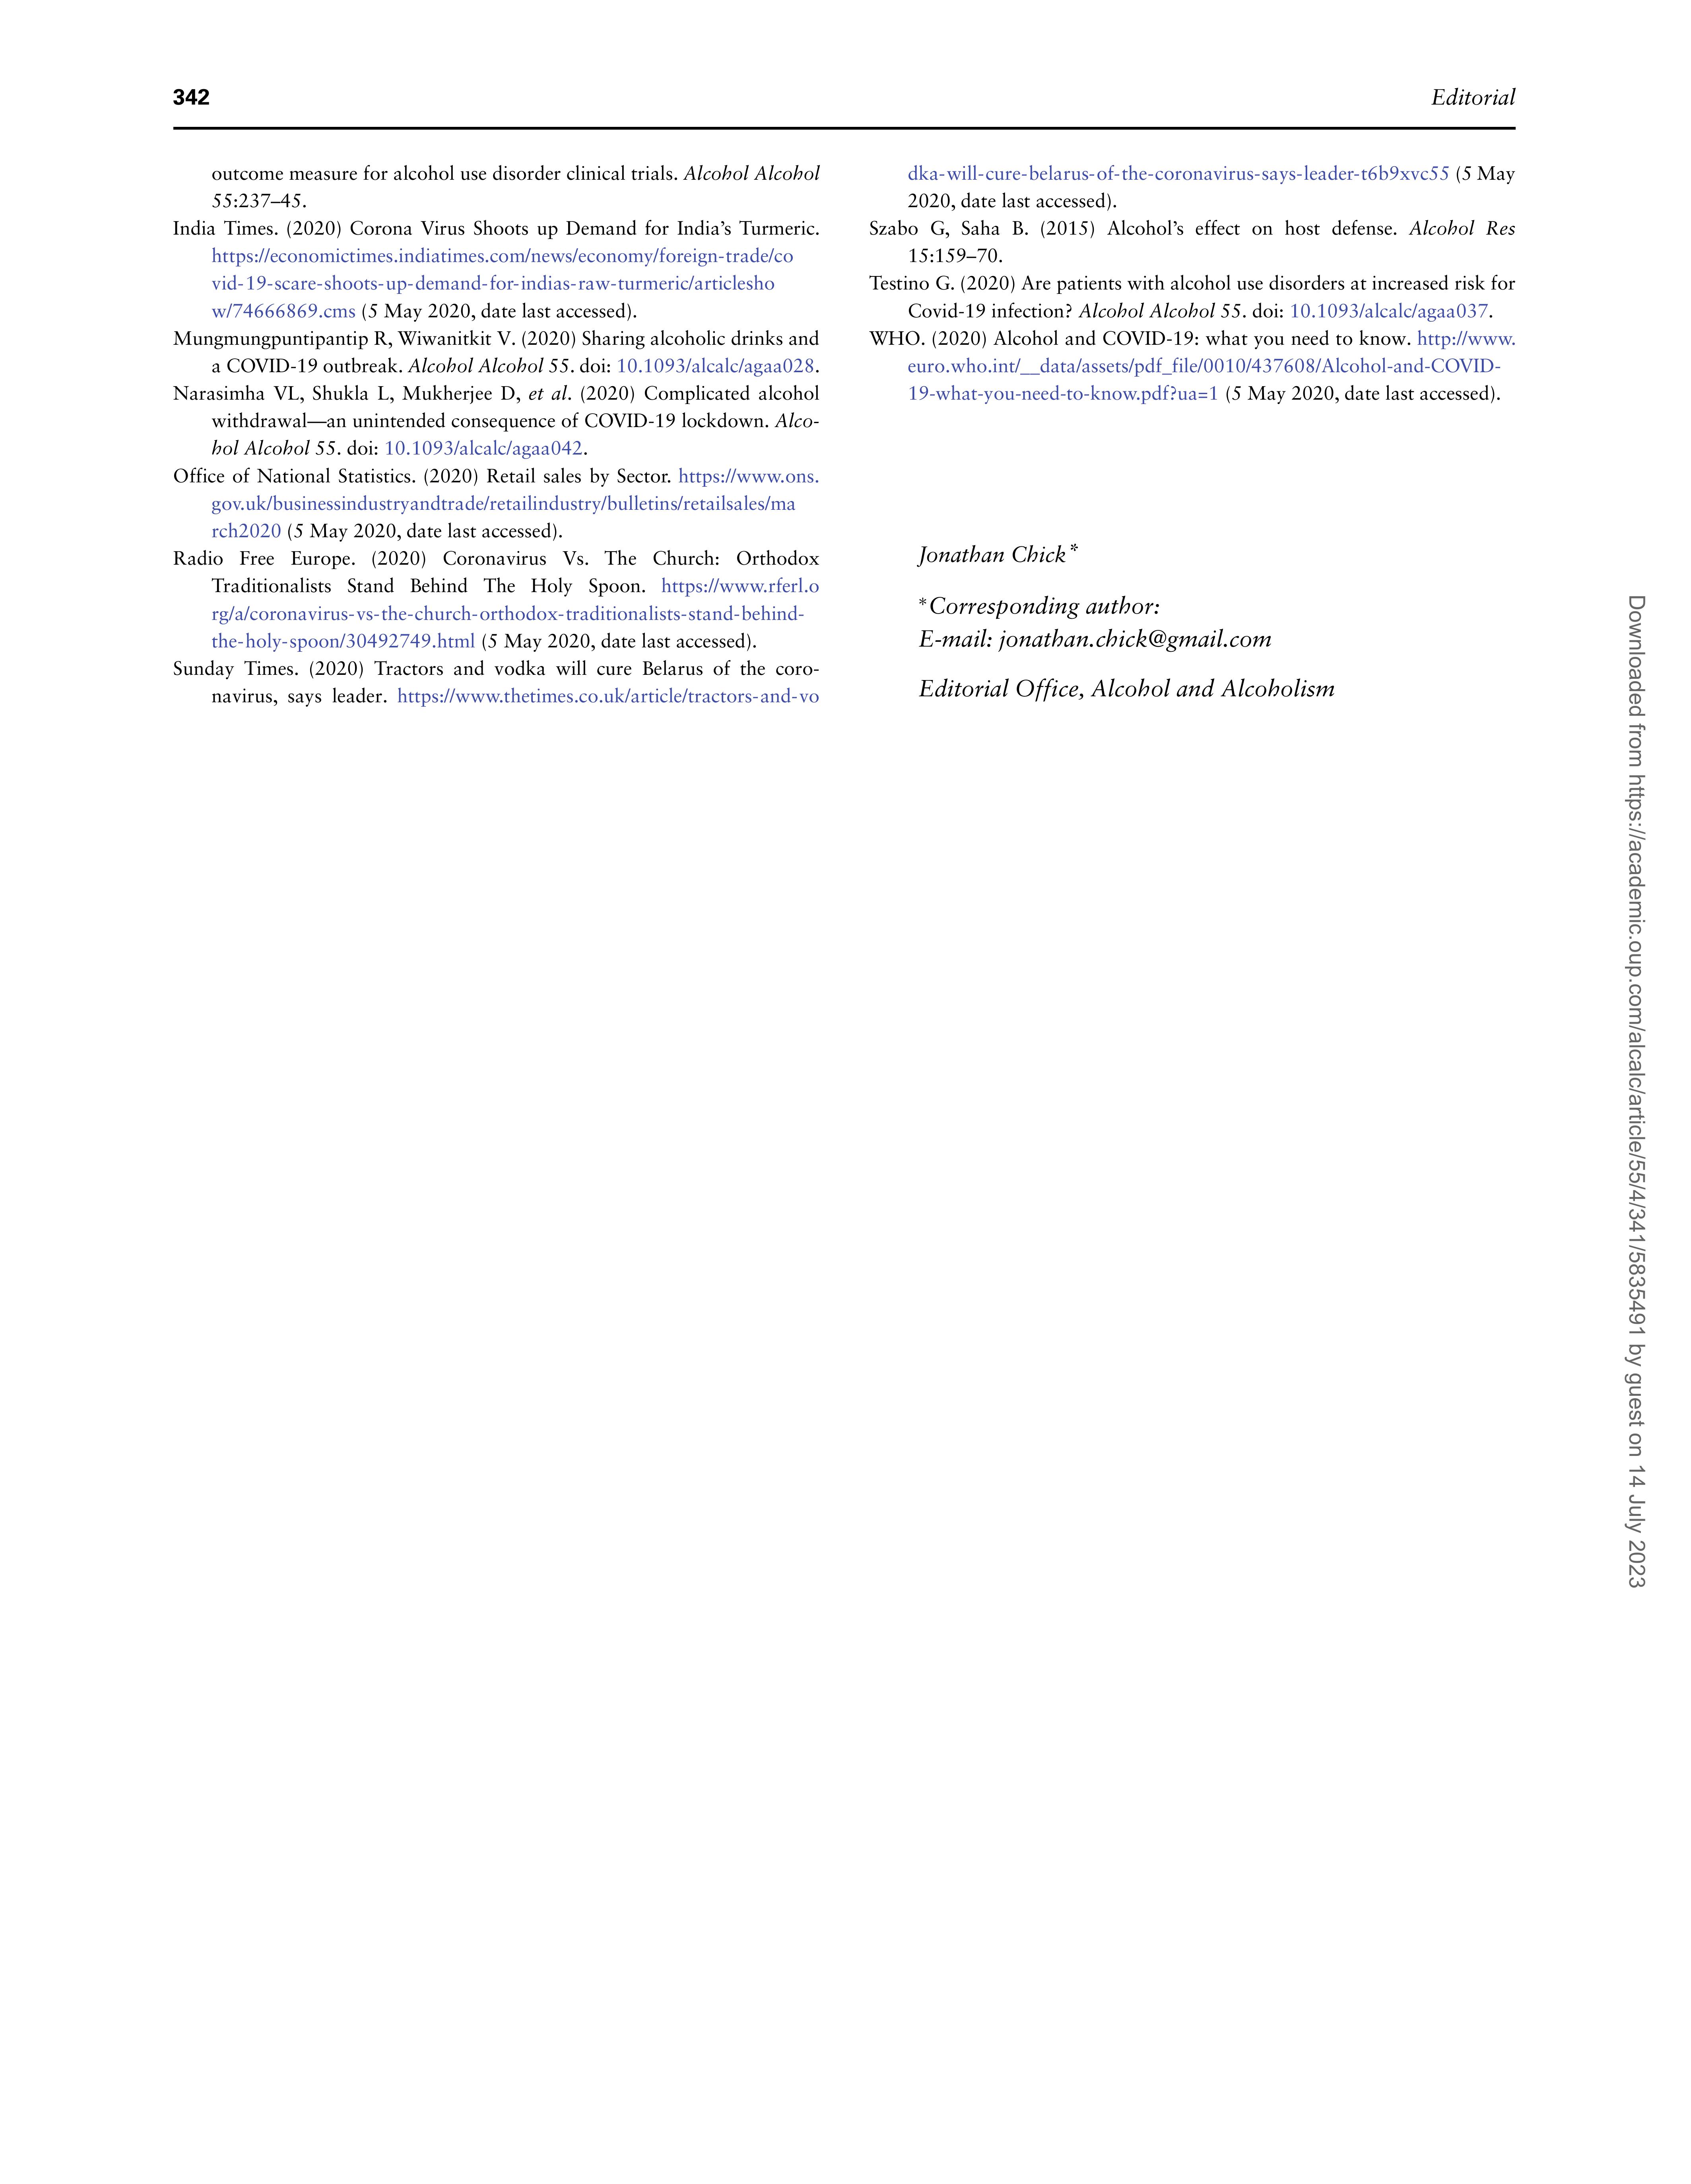 342
Editorial
outcome measure for alcohol use disorder clinical trials. Alcohol Alcohol
55:237–45.
India Times. (2020) Corona Virus Shoots up Demand for India’s Turmeric.
https://economictimes.indiatimes.com/news/economy/foreign-trade/co
vid-19-scare-shoots-up-demand-for-indias-raw-turmeric/articlesho
w/74666869.cms (5 May 2020, date last accessed).
Mungmungpuntipantip R, Wiwanitkit V. (2020) Sharing alcoholic drinks and
a COVID-19 outbreak. Alcohol Alcohol 55. doi: 10.1093/alcalc/agaa028.
Narasimha VL, Shukla L, Mukherjee D, et al. (2020) Complicated alcohol
withdrawal—an unintended consequence of COVID-19 lockdown. Alco-
hol Alcohol 55. doi: 10.1093/alcalc/agaa042.
Office of National Statistics. (2020) Retail sales by Sector. https://www.ons.
gov.uk/businessindustryandtrade/retailindustry/bulletins/retailsales/ma
rch2020 (5 May 2020, date last accessed).
Radio Free Europe. (2020) Coronavirus Vs. The Church: Orthodox
Traditionalists Stand Behind The Holy Spoon. https://www.rferl.o
rg/a/coronavirus-vs-the-church-orthodox-traditionalists-stand-behind-
the-holy-spoon/30492749.html (5 May 2020, date last accessed).
Sunday Times. (2020) Tractors and vodka will cure Belarus of the coro-
navirus, says leader. https://www.thetimes.co.uk/article/tractors-and-vo
dka-will-cure-belarus-of-the-coronavirus-says-leader-t6b9xvc55 (5 May
2020, date last accessed).
Szabo G, Saha B. (2015) Alcohol’s effect on host defense. Alcohol Res
15:159–70.
Testino G. (2020) Are patients with alcohol use disorders at increased risk for
Covid-19 infection? Alcohol Alcohol 55. doi: 10.1093/alcalc/agaa037.
WHO. (2020) Alcohol and COVID-19: what you need to know. http://www.
euro.who.int/__data/assets/pdf_file/0010/437608/Alcohol-and-COVID-
19-what-you-need-to-know.pdf?ua=1 (5 May 2020, date last accessed).
Jonathan Chick*
*Corresponding author:
E-mail: jonathan.chick@gmail.com
Editorial Office, Alcohol and Alcoholism
Downloaded from https://academic.oup.com/alcalc/article/55/4/341/5835491 by guest on 14 July 2023